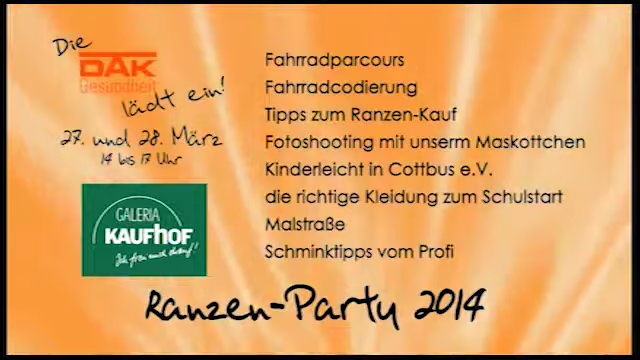 Die
DAK
Gesundheit
lädt ein!
27. und 28. März
14 bis 17 Uhr
GALERIA
KAUFHOF
Ich freu mich drauf!
Fahrradparcours
Fahrradcodierung
Tipps zum Ranzen-Kauf
Fotoshooting mit unserm Maskottchen
Kinderleicht in Cottbus e.V.
die richtige Kleidung zum Schulstart
Malstraße
Schminktipps vom Profi
Ranzen-Party 2014